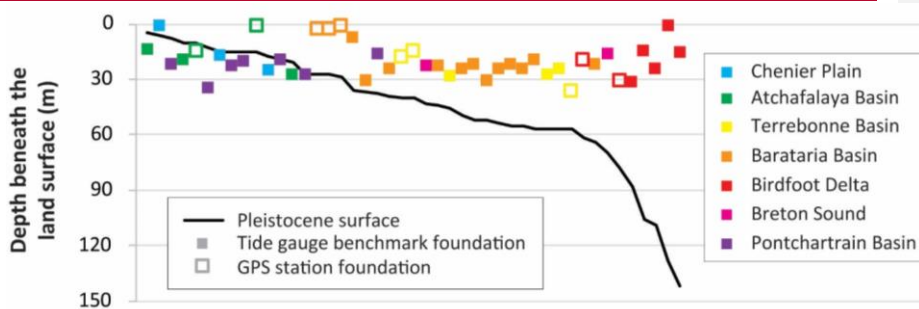 Depth beneath the
land surface (m)
0
30
60
90
120
150
Pleistocene surface
Tide gauge benchmark foundation
GPS station foundation
Chenier Plain
Atchafalaya Basin
Terrebonne Basin
Barataria Basin
Birdfoot Delta
Breton Sound
Pontchartrain Basin